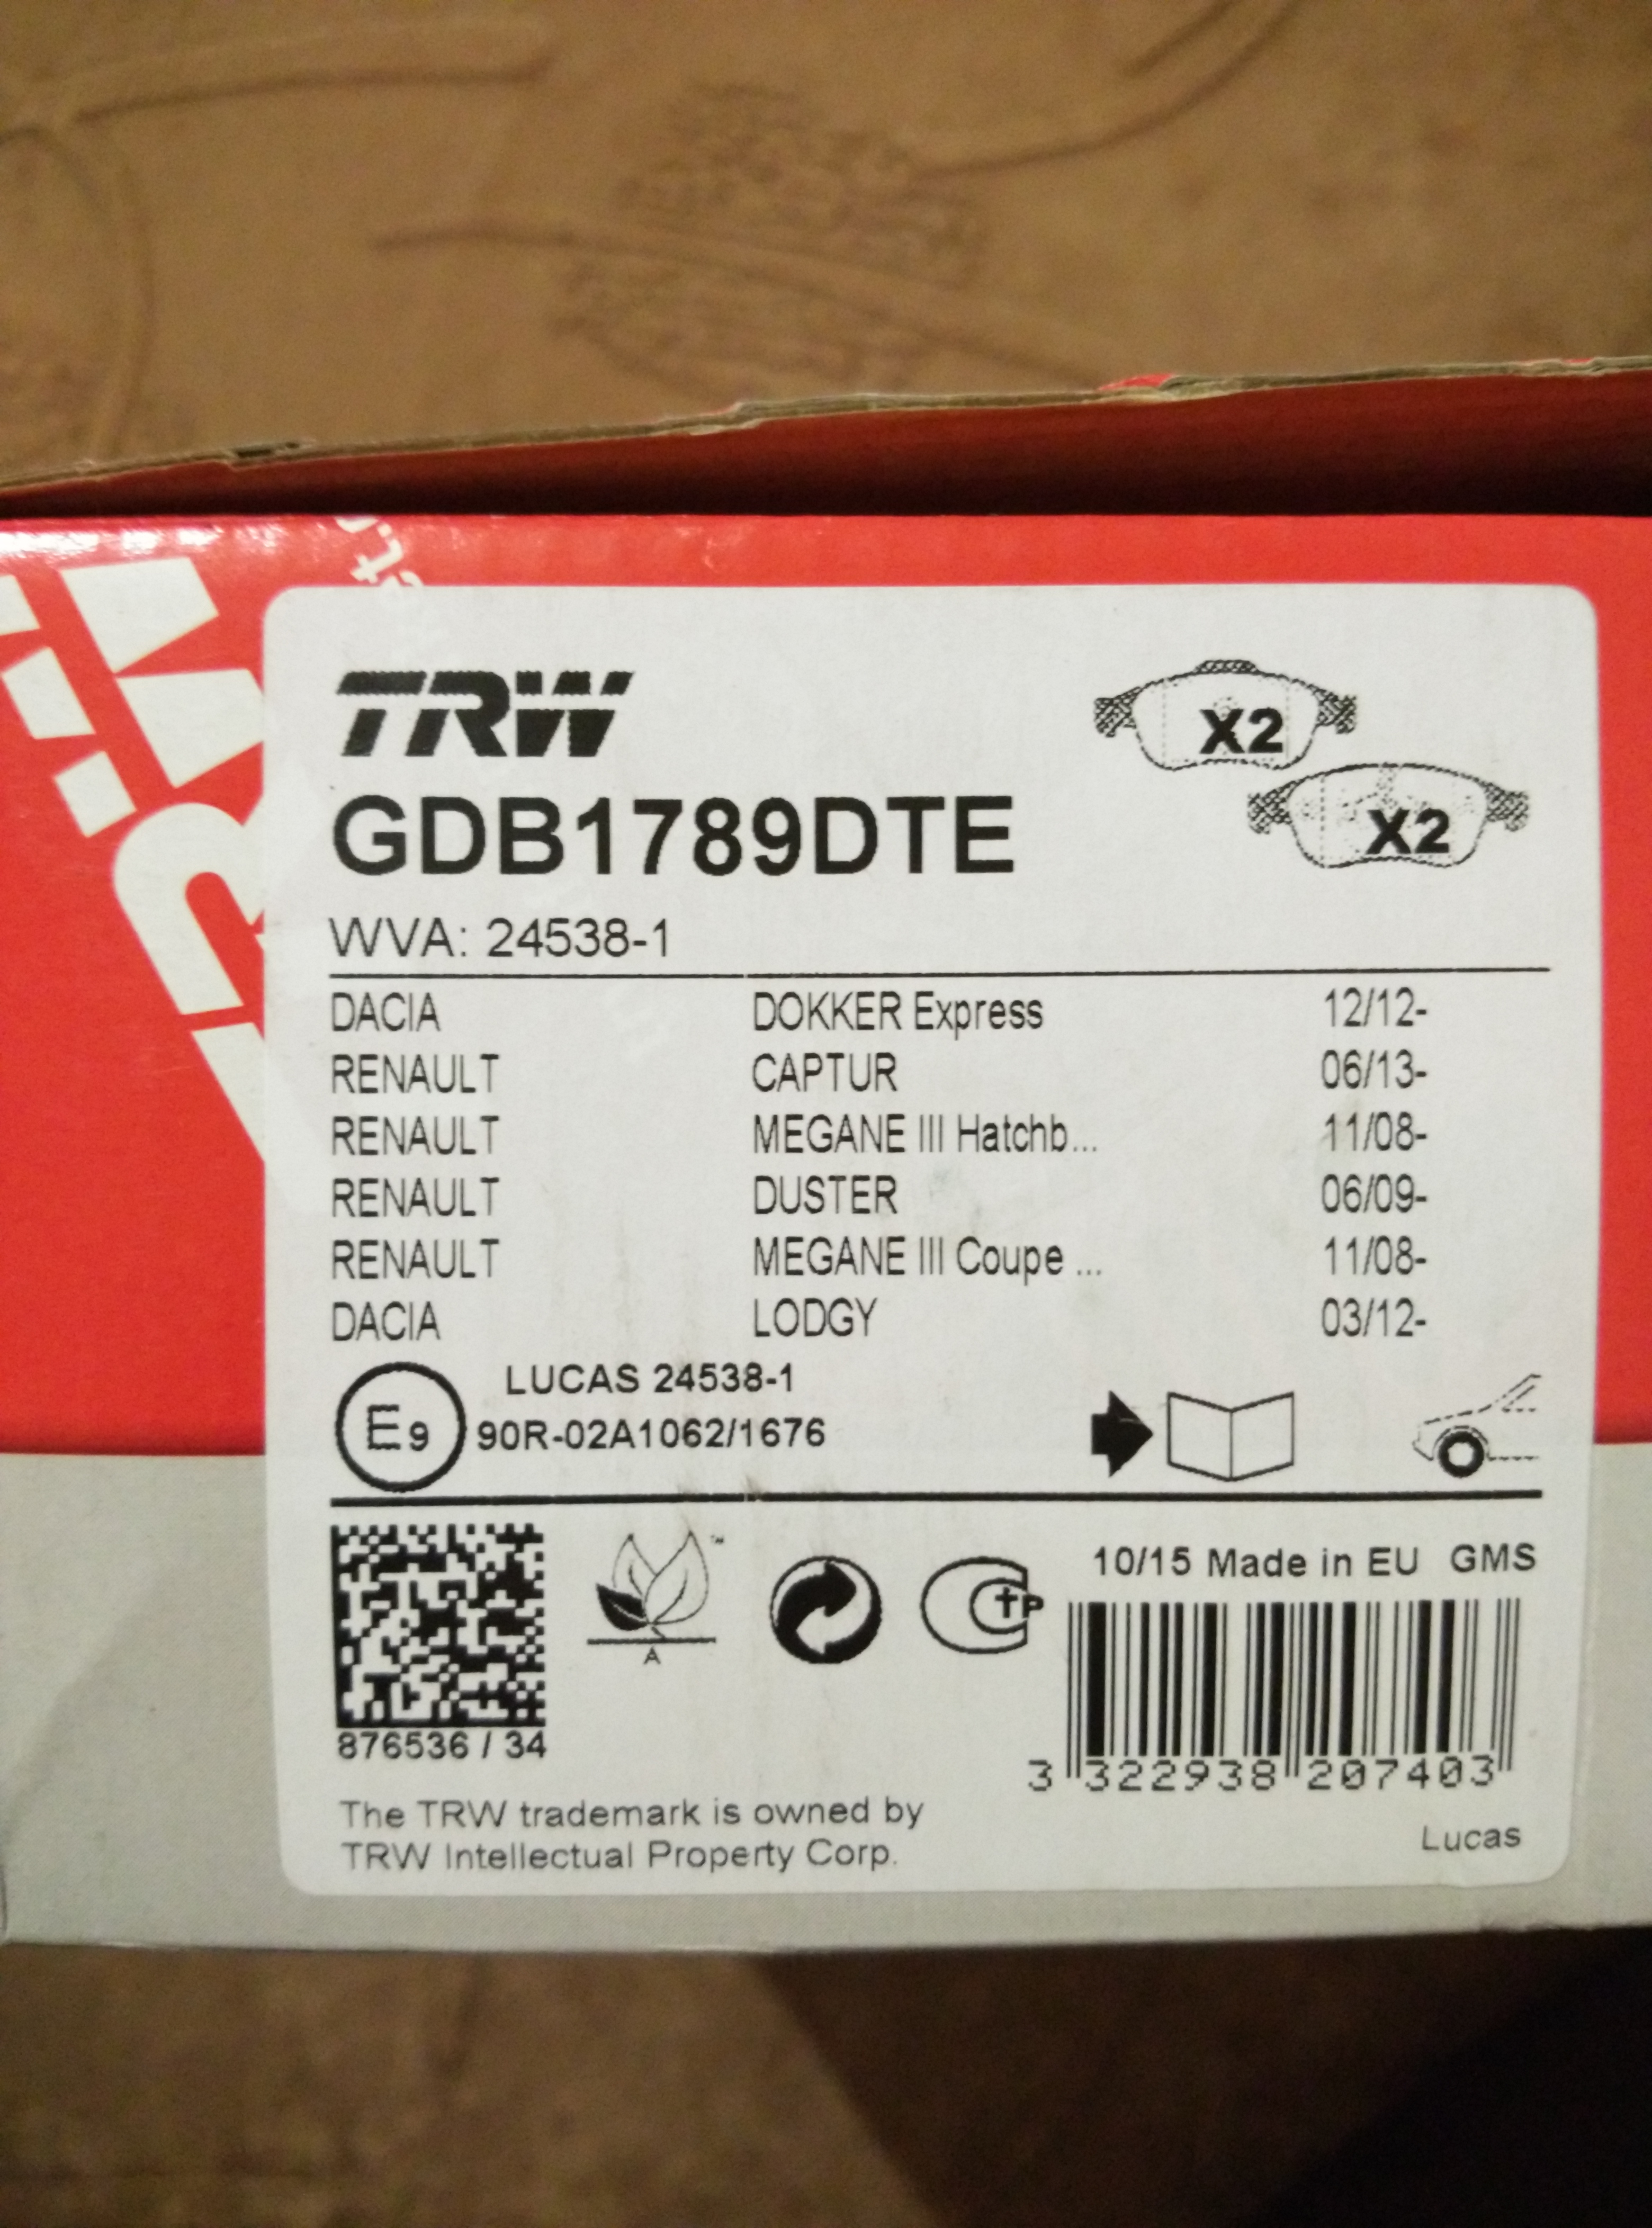 TRW
X2
GDB1789DTE
X2
WVA: 24538-1
DACIA DOKKER Express 12/12-
RENAULT CAPTUR 06/13-
RENAULT MEGANE III Hatchb... 11/08-
RENAULT DUSTER 06/09-
RENAULT MEGANE III Coupe ... 11/08-
DACIA LODGY 03/12-
LUCAS 24538-1
E9 90R-02A1062/1676
10/15 Made in EU GMS
A
876536 / 34
3 322938 207403
The TRW trademark is owned by
TRW Intellectual Property Corp.
Lucas